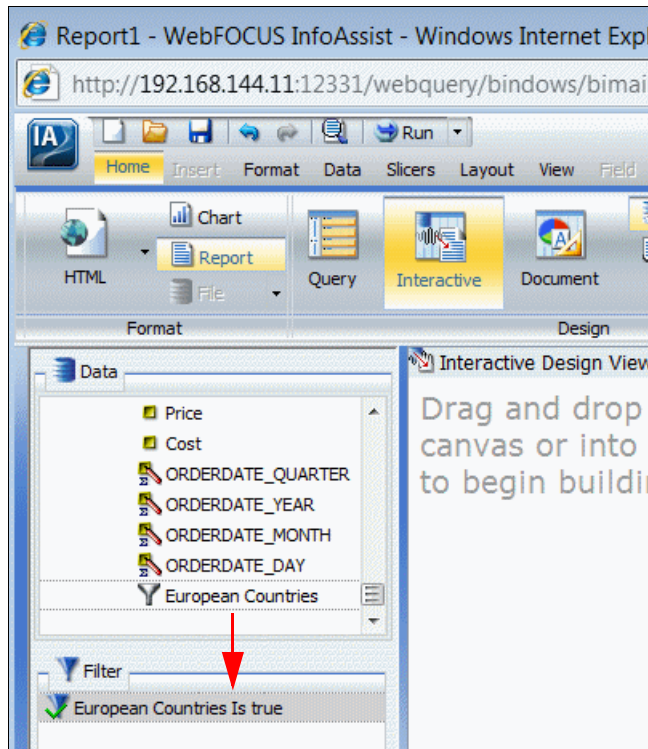 Report1 - WebFOCUS InfoAssist - Windows Internet Expl
http://192.168.144.11:12331/webquery/bindows/bimai
IA
Run
Home Insert Format Data Slicers Layout View Field
HTML
Chart
Report
File
Query
Interactive
Document
Format
Design
Data
Interactive Design View
Price
Cost
ORDERDATE_QUARTER
ORDERDATE_YEAR
ORDERDATE_MONTH
ORDERDATE_DAY
European Countries
Drag and drop
canvas or into
to begin buildi
Filter
European Countries Is true